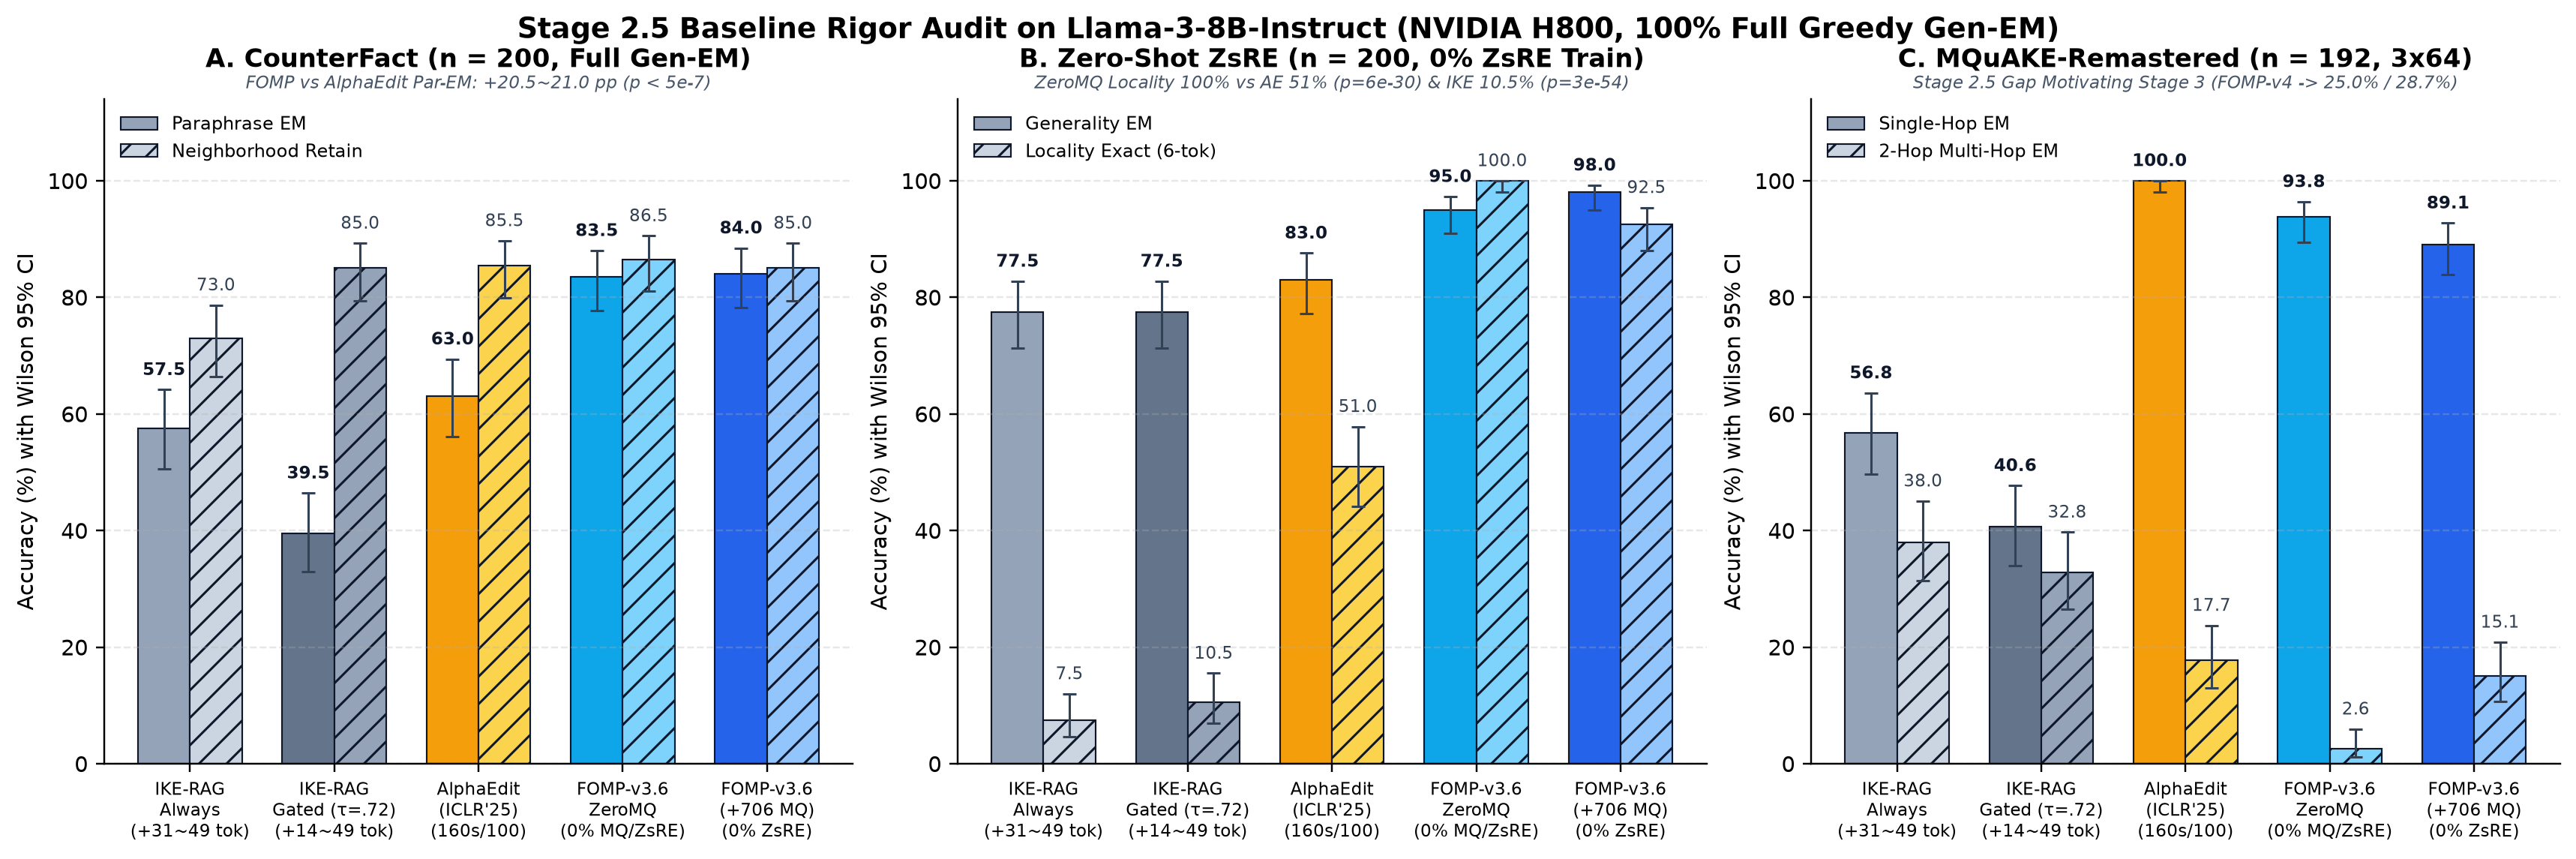 Stage 2.5 Baseline Rigor Audit on Llama-3-8B-Instruct (NVIDIA H800, 100% Full Greedy Gen-EM)
A. CounterFact (n = 200, Full Gen-EM)
FOMP vs AlphaEdit Par-EM: +20.5~21.0 pp (p < 5e-7)
Paraphrase EM
Neighborhood Retain
Accuracy (%) with Wilson 95% CI
100
80
60
40
20
0
57.5
73.0
39.5
85.0
63.0
85.5
83.5
86.5
84.0
85.0
IKE-RAG
Always
(+31~49 tok)
IKE-RAG
Gated (τ=.72)
(+14~49 tok)
AlphaEdit
(ICLR'25)
(160s/100)
FOMP-v3.6
ZeroMQ
(0% MQ/ZsRE)
FOMP-v3.6
(+706 MQ)
(0% ZsRE)
B. Zero-Shot ZsRE (n = 200, 0% ZsRE Train)
ZeroMQ Locality 100% vs AE 51% (p=6e-30) & IKE 10.5% (p=3e-54)
Generality EM
Locality Exact (6-tok)
Accuracy (%) with Wilson 95% CI
100
80
60
40
20
0
77.5
7.5
77.5
10.5
83.0
51.0
95.0
100.0
98.0
92.5
IKE-RAG
Always
(+31~49 tok)
IKE-RAG
Gated (τ=.72)
(+14~49 tok)
AlphaEdit
(ICLR'25)
(160s/100)
FOMP-v3.6
ZeroMQ
(0% MQ/ZsRE)
FOMP-v3.6
(+706 MQ)
(0% ZsRE)
C. MQuAKE-Remastered (n = 192, 3x64)
Stage 2.5 Gap Motivating Stage 3 (FOMP-v4 -> 25.0% / 28.7%)
Single-Hop EM
2-Hop Multi-Hop EM
Accuracy (%) with Wilson 95% CI
100
80
60
40
20
0
56.8
38.0
40.6
32.8
100.0
17.7
93.8
2.6
89.1
15.1
IKE-RAG
Always
(+31~49 tok)
IKE-RAG
Gated (τ=.72)
(+14~49 tok)
AlphaEdit
(ICLR'25)
(160s/100)
FOMP-v3.6
ZeroMQ
(0% MQ/ZsRE)
FOMP-v3.6
(+706 MQ)
(0% ZsRE)